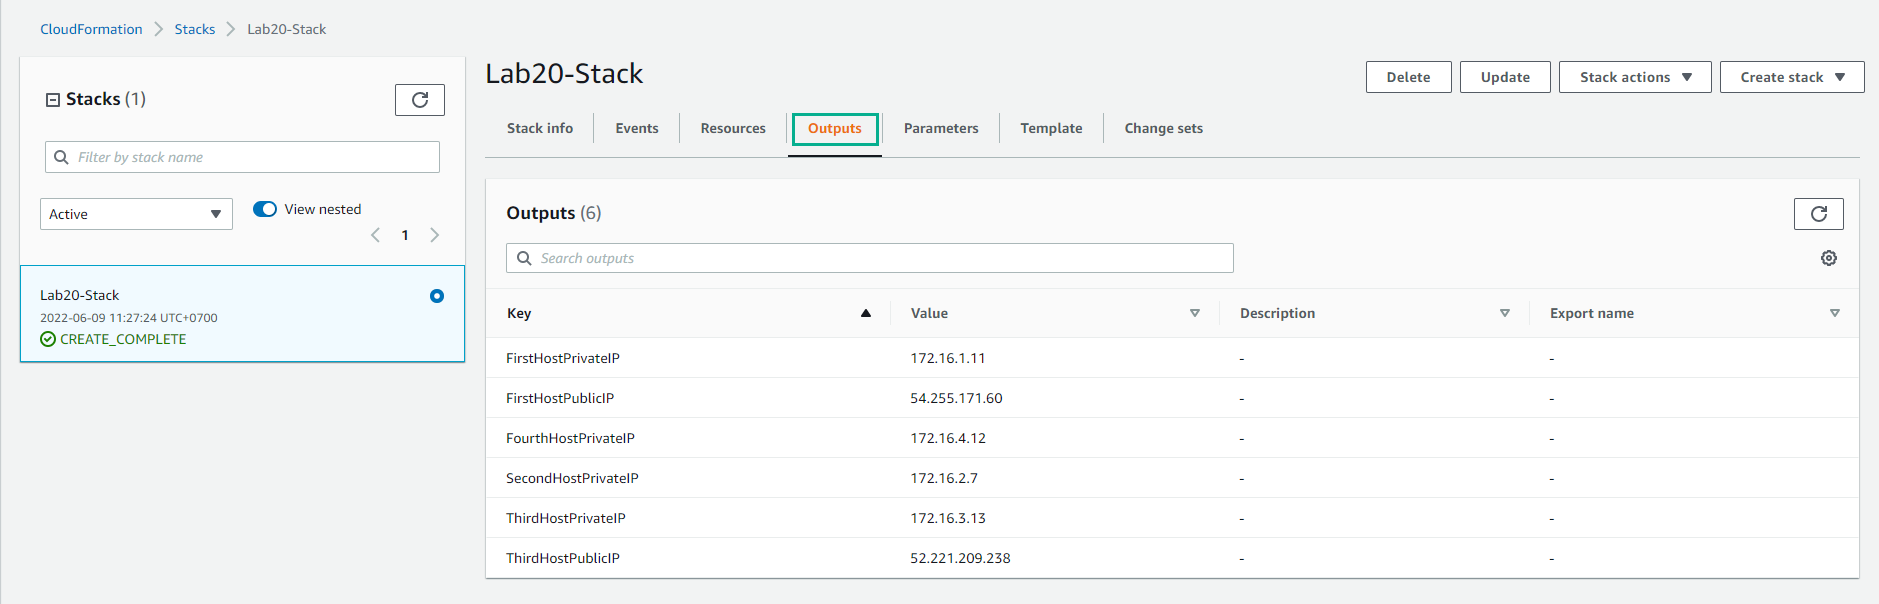 CloudFormation > Stacks > Lab20-Stack
Stacks (1)
Filter by stack name
Active
View nested
1
Lab20-Stack
2022-06-09 11:27:24 UTC+0700
CREATE_COMPLETE
Lab20-Stack
Delete Update Stack actions Create stack
Stack info Events Resources Outputs Parameters Template Change sets
Outputs (6)
Search outputs
Key Value Description Export name
FirstHostPrivateIP 172.16.1.11 - -
FirstHostPublicIP 54.255.171.60 - -
FourthHostPrivateIP 172.16.4.12 - -
SecondHostPrivateIP 172.16.2.7 - -
ThirdHostPrivateIP 172.16.3.13 - -
ThirdHostPublicIP 52.221.209.238 - -